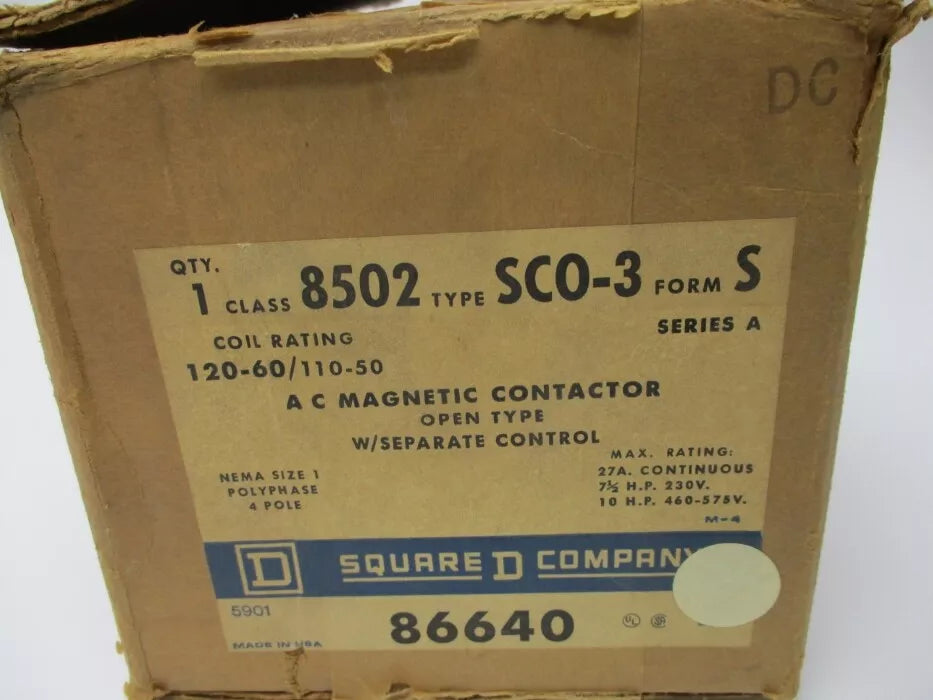 DC
QTY.
1 CLASS 8502 TYPE SCO-3 FORM S
SERIES A
COIL RATING
120-60/110-50
A C MAGNETIC CONTACTOR
OPEN TYPE
W/SEPARATE CONTROL
NEMA SIZE 1
POLYPHASE
4 POLE
MAX. RATING:
27A. CONTINUOUS
7½ H.P. 230V.
10 H.P. 460-575V.
M-4
D SQUARE D COMPANY
5901
86640
UL
MADE IN USA